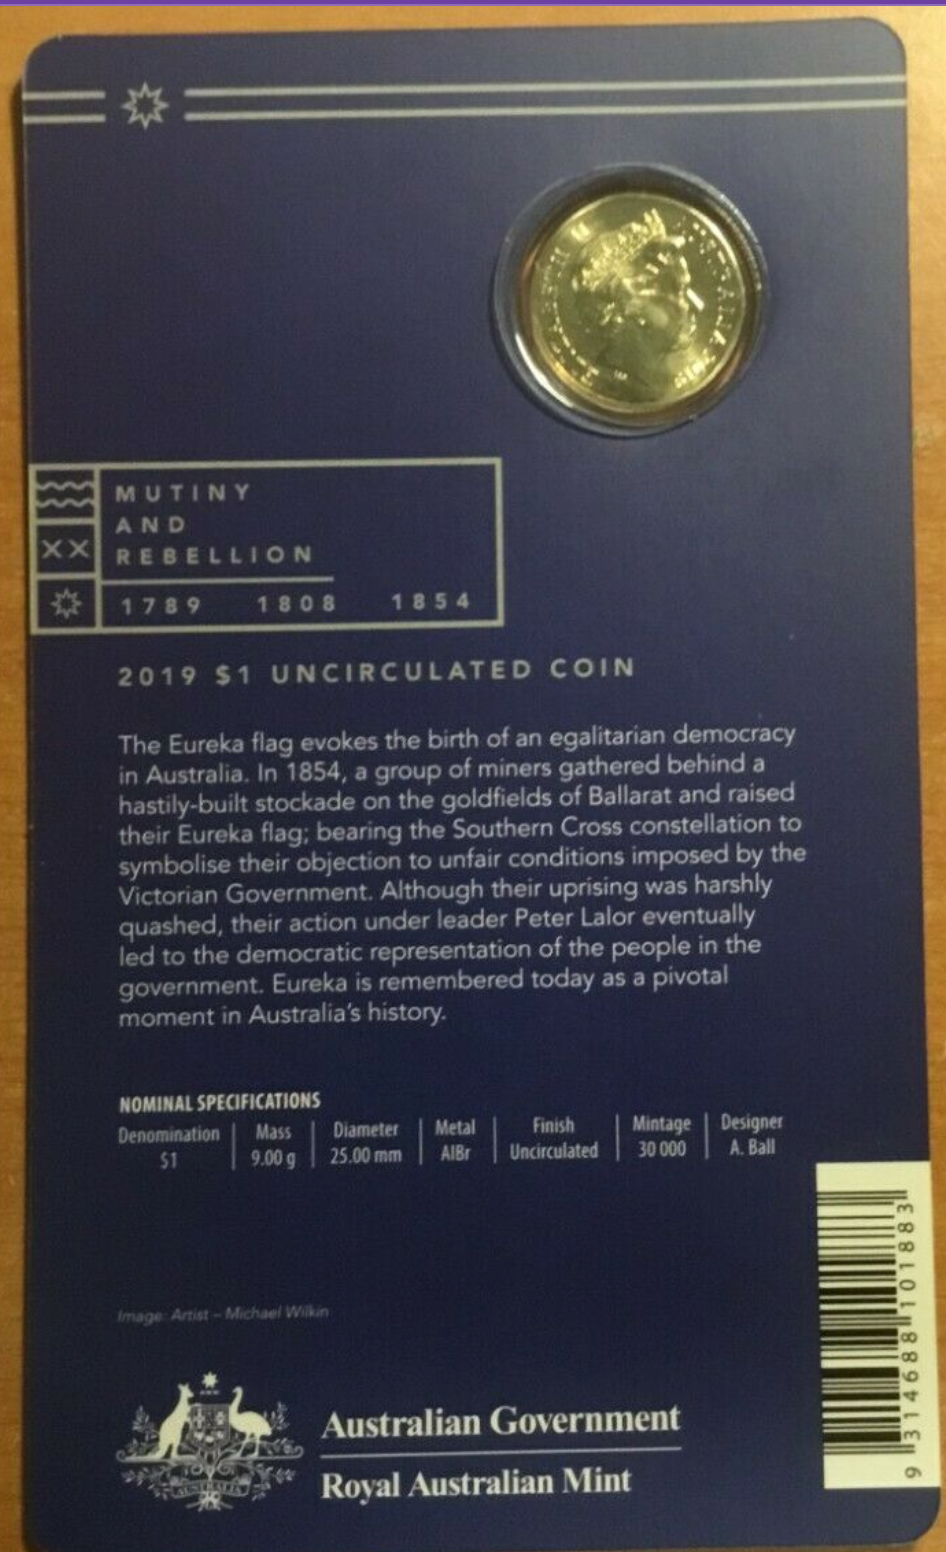 MUTINY
AND
REBELLION
1789 1808 1854
XX
2019 $1 UNCIRCULATED COIN
The Eureka flag evokes the birth of an egalitarian democracy
in Australia. In 1854, a group of miners gathered behind a
hastily-built stockade on the goldfields of Ballarat and raised
their Eureka flag; bearing the Southern Cross constellation to
symbolise their objection to unfair conditions imposed by the
Victorian Government. Although their uprising was harshly
quashed, their action under leader Peter Lalor eventually
led to the democratic representation of the people in the
government. Eureka is remembered today as a pivotal
moment in Australia's history.
NOMINAL SPECIFICATIONS
Denomination Mass Diameter Metal Finish Mintage Designer
$1 9.00 g 25.00 mm AlBr Uncirculated 30 000 A. Ball
Image: Artist – Michael Wilkin
Australian Government
Royal Australian Mint
9 314688 101883